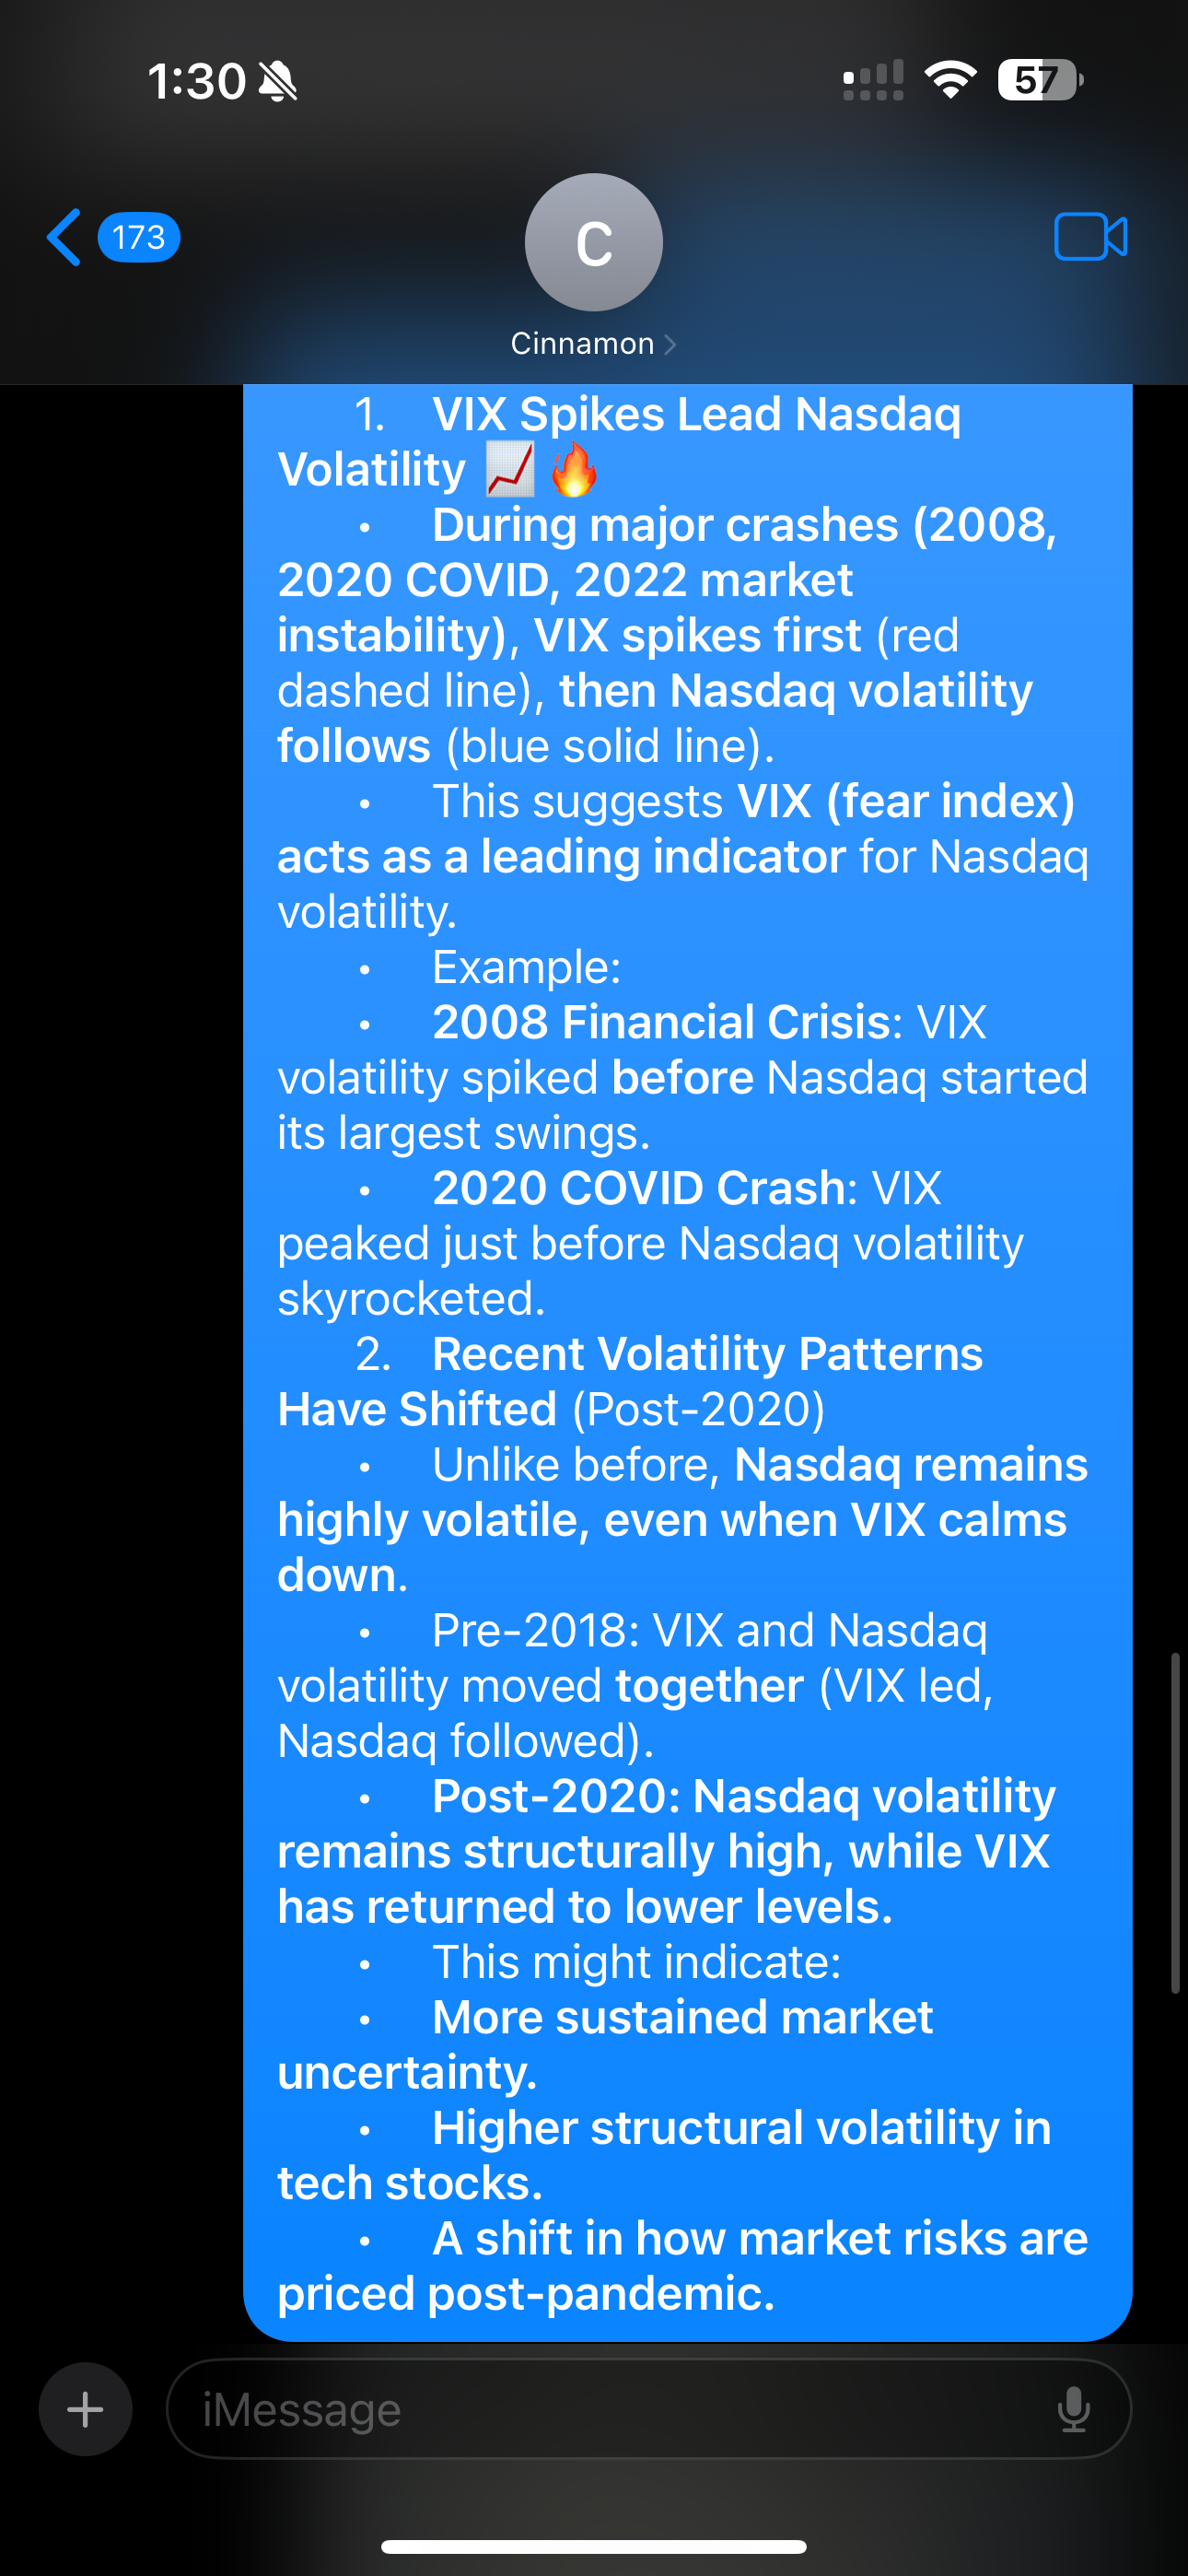 1:30
57
173
C
Cinnamon
1. VIX Spikes Lead Nasdaq
Volatility 📈🔥
• During major crashes (2008,
2020 COVID, 2022 market
instability), VIX spikes first (red
dashed line), then Nasdaq volatility
follows (blue solid line).
• This suggests VIX (fear index)
acts as a leading indicator for Nasdaq
volatility.
• Example:
• 2008 Financial Crisis: VIX
volatility spiked before Nasdaq started
its largest swings.
• 2020 COVID Crash: VIX
peaked just before Nasdaq volatility
skyrocketed.
2. Recent Volatility Patterns
Have Shifted (Post-2020)
• Unlike before, Nasdaq remains
highly volatile, even when VIX calms
down.
• Pre-2018: VIX and Nasdaq
volatility moved together (VIX led,
Nasdaq followed).
• Post-2020: Nasdaq volatility
remains structurally high, while VIX
has returned to lower levels.
• This might indicate:
• More sustained market
uncertainty.
• Higher structural volatility in
tech stocks.
• A shift in how market risks are
priced post-pandemic.
iMessage